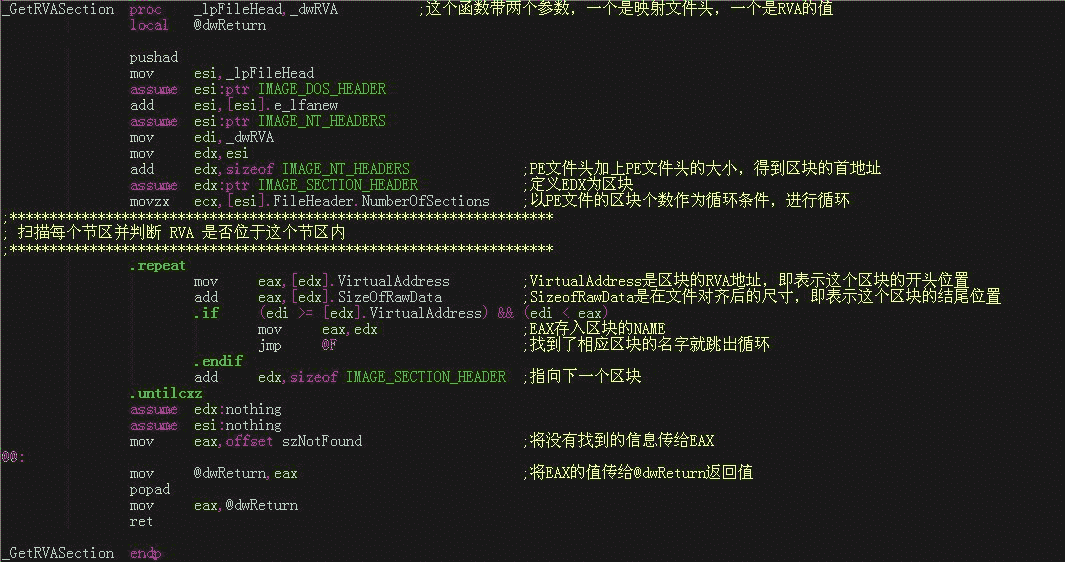 _GetRVASection proc _lpFileHead,_dwRVA ;这个函数带两个参数，一个是映射文件头，一个是RVA的值
local @dwReturn
pushad
mov esi,_lpFileHead
assume esi:ptr IMAGE_DOS_HEADER
add esi,[esi].e_lfanew
assume esi:ptr IMAGE_NT_HEADERS
mov edi,_dwRVA
mov edx,esi
add edx,sizeof IMAGE_NT_HEADERS ;PE文件头加上PE文件头的大小，得到区块的首地址
assume edx:ptr IMAGE_SECTION_HEADER ;定义EDX为区块
movzx ecx,[esi].FileHeader.NumberOfSections ;以PE文件的区块个数作为循环条件，进行循环
;********************************************************************
; 扫描每个节区并判断 RVA 是否位于这个节区内
;********************************************************************
.repeat
mov eax,[edx].VirtualAddress ;VirtualAddress是区块的RVA地址，即表示这个区块的开头位置
add eax,[edx].SizeOfRawData ;SizeofRawData是在文件对齐后的尺寸，即表示这个区块的结尾位置
.if (edi >= [edx].VirtualAddress) && (edi < eax)
mov eax,edx ;EAX存入区块的NAME
jmp @F ;找到了相应区块的名字就跳出循环
.endif
add edx,sizeof IMAGE_SECTION_HEADER ;指向下一个区块
.untilcxz
assume edx:nothing
assume esi:nothing
mov eax,offset szNotFound ;将没有找到的信息传给EAX
@@:
mov @dwReturn,eax ;将EAX的值传给@dwReturn返回值
popad
mov eax,@dwReturn
ret
_GetRVASection endp